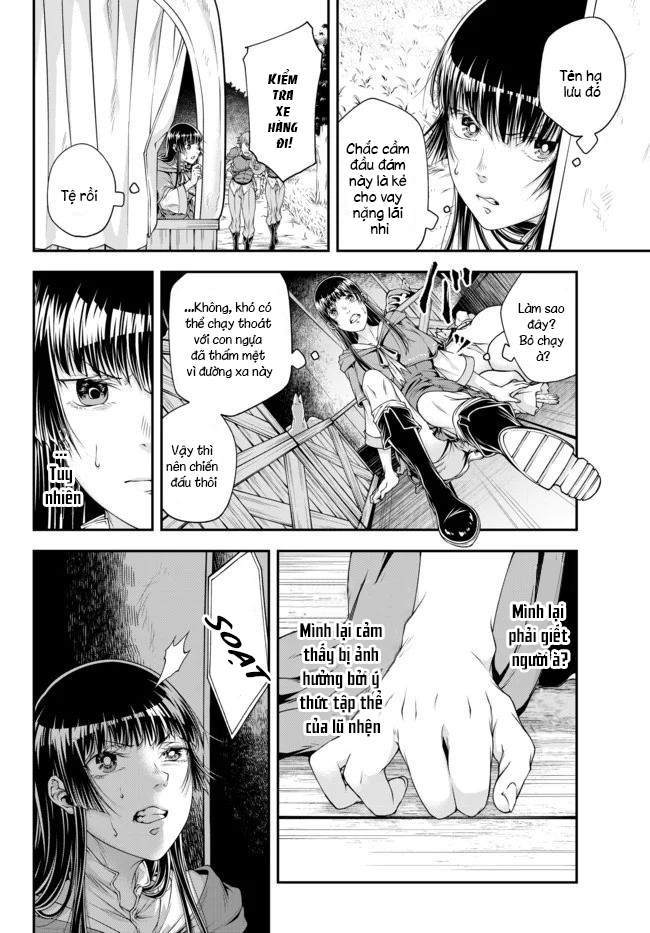 Tên hạ
lưu đó
Chắc cầm
đầu đám
này là kẻ
cho vay
nặng lãi
nhỉ
KIỂM
TRA
XE
HÀNG
ĐI!
Tệ rồi
Làm sao
đây?
Bỏ chạy
à?
...Không, khó có
thể chạy thoát
với con ngựa
đã thấm mệt
vì đường xa này
Vậy thì
nên chiến
đấu thôi
...
Tuy
nhiên
Mình lại
phải giết
người à?
Mình lại cảm
thấy bị ảnh
hưởng bởi ý
thức tập thể
của lũ nhện
SOẠT